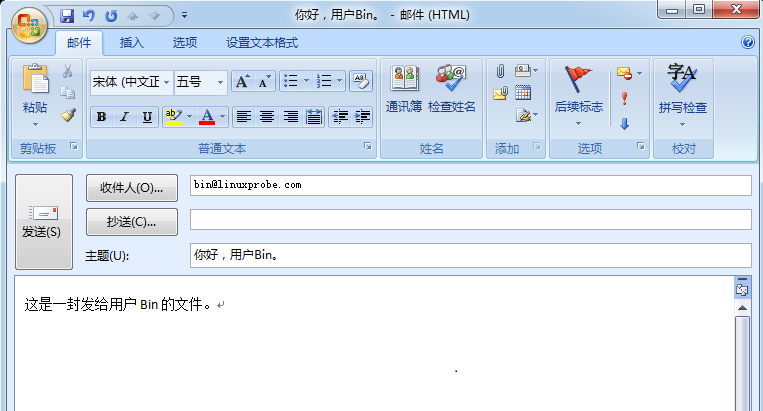 你好，用户Bin。 - 邮件 (HTML)
邮件 插入 选项 设置文本格式
宋体 (中文正 五号 A A
粘贴 B I U ab A A 通讯簿 检查姓名 后续标志 字A 拼写检查
剪贴板 普通文本 姓名 添加 选项 校对
收件人(O)... bin@linuxprobe.com
发送(S) 抄送(C)...
主题(U): 你好，用户Bin。
这是一封发给用户 Bin 的文件。